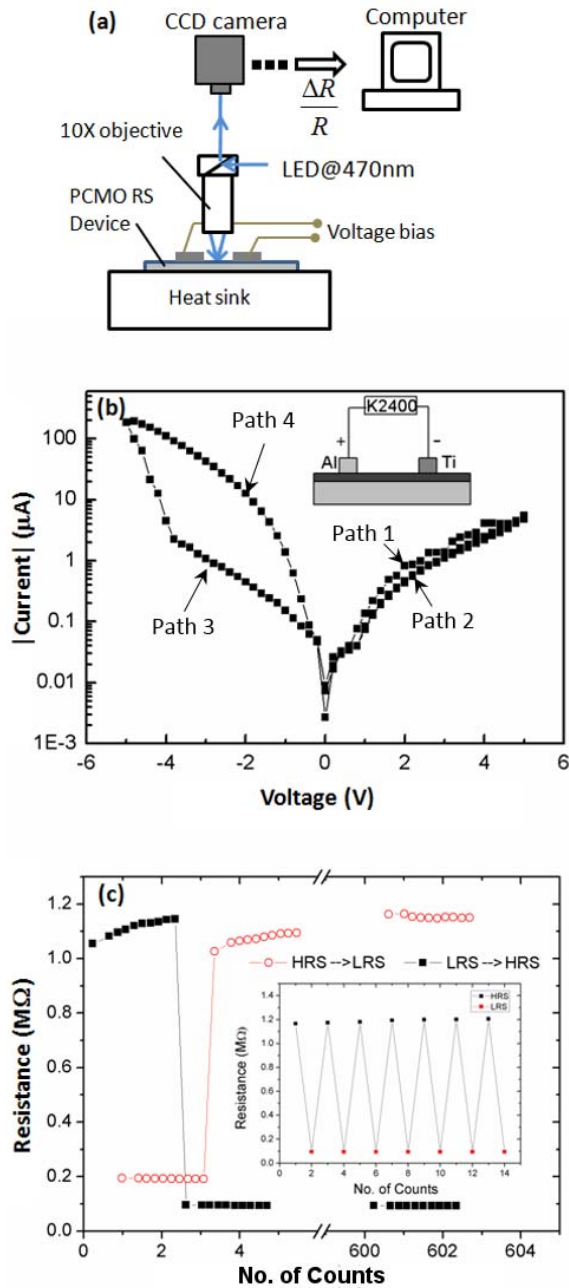 (a)
CCD camera
Computer
ΔR
R
10X objective
LED@470nm
PCMO RS
Device
Voltage bias
Heat sink
(b)
|Current| (μA)
100
10
1
0.1
0.01
1E-3
Path 4
K2400
+
-
Al
Ti
Path 1
Path 2
Path 3
-6
-4
-2
0
2
4
6
Voltage (V)
(c)
Resistance (MΩ)
1.2
1.0
0.8
0.6
0.4
0.2
0.0
HRS -->LRS
LRS -->HRS
Resistance (MΩ)
1.4
1.2
1.0
0.8
0.6
0.4
0.2
0.0
HRS
LRS
0 2 4 6 8 10 12 14
No. of Counts
0 2 4 600 602 604
No. of Counts